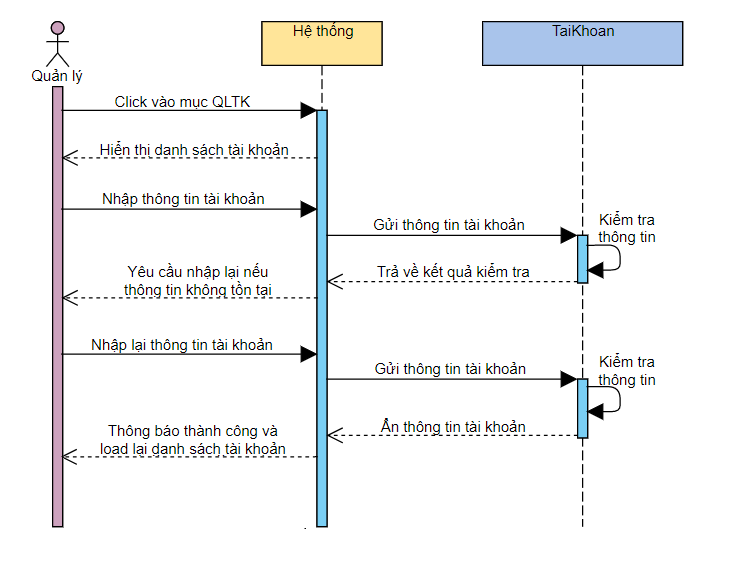 Hệ thống
TaiKhoan
Quản lý
Click vào mục QLTK
Hiển thị danh sách tài khoản
Nhập thông tin tài khoản
Gửi thông tin tài khoản
Kiểm tra
thông tin
Trả về kết quả kiểm tra
Yêu cầu nhập lại nếu
thông tin không tồn tại
Nhập lại thông tin tài khoản
Gửi thông tin tài khoản
Kiểm tra
thông tin
Ẩn thông tin tài khoản
Thông báo thành công và
load lại danh sách tài khoản